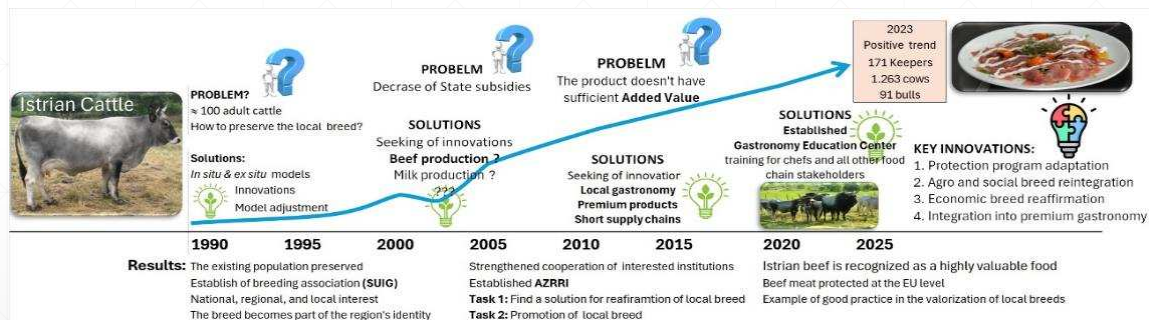 Istrian Cattle
PROBLEM?
≈ 100 adult cattle
How to preserve the local breed?
Solutions:
In situ & ex situ models
Innovations
Model adjustment
PROBELM
Decrase of State subsidies
SOLUTIONS
Seeking of innovations
Beef production ?
Milk production ?
???
PROBELM
The product doesn't have
sufficient Added Value
SOLUTIONS
Seeking of innovatior
Local gastronomy
Premium products
Short supply chains
SOLUTIONS
Established
Gastronomy Education Center
training for chefs and all other food
chain stakeholders
2023
Positive trend
171 Keepers
1.263 cows
91 bulls
KEY INNOVATIONS:
1. Protection program adaptation
2. Agro and social breed reintegration
3. Economic breed reaffirmation
4. Integration into premium gastronomy
1990 1995 2000 2005 2010 2015 2020 2025
Results: The existing population preserved
Establish of breeding association (SUIG)
National, regional, and local interest
The breed becomes part of the region's identity
Strengthened cooperation of interested institutions
Established AZRRI
Task 1: Find a solution for reafiramtion of local breed
Task 2: Promotion of local breed
Istrian beef is recognized as a highly valuable food
Beef meat protected at the EU level
Example of good practice in the valorization of local breeds